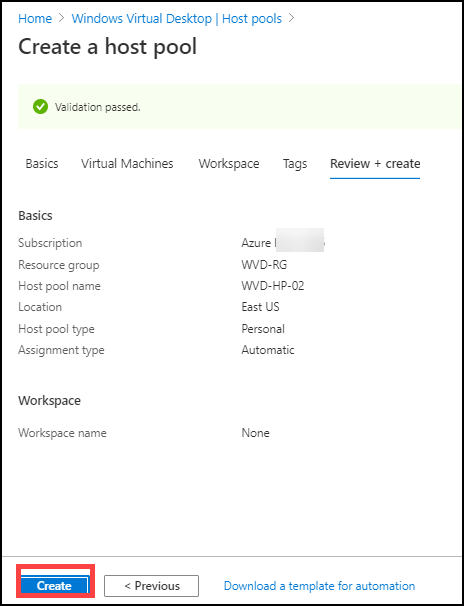 Home > Windows Virtual Desktop | Host pools >
Create a host pool
Validation passed.
Basics Virtual Machines Workspace Tags Review + create
Basics
Subscription Azure
Resource group WVD-RG
Host pool name WVD-HP-02
Location East US
Host pool type Personal
Assignment type Automatic
Workspace
Workspace name None
Create < Previous Download a template for automation